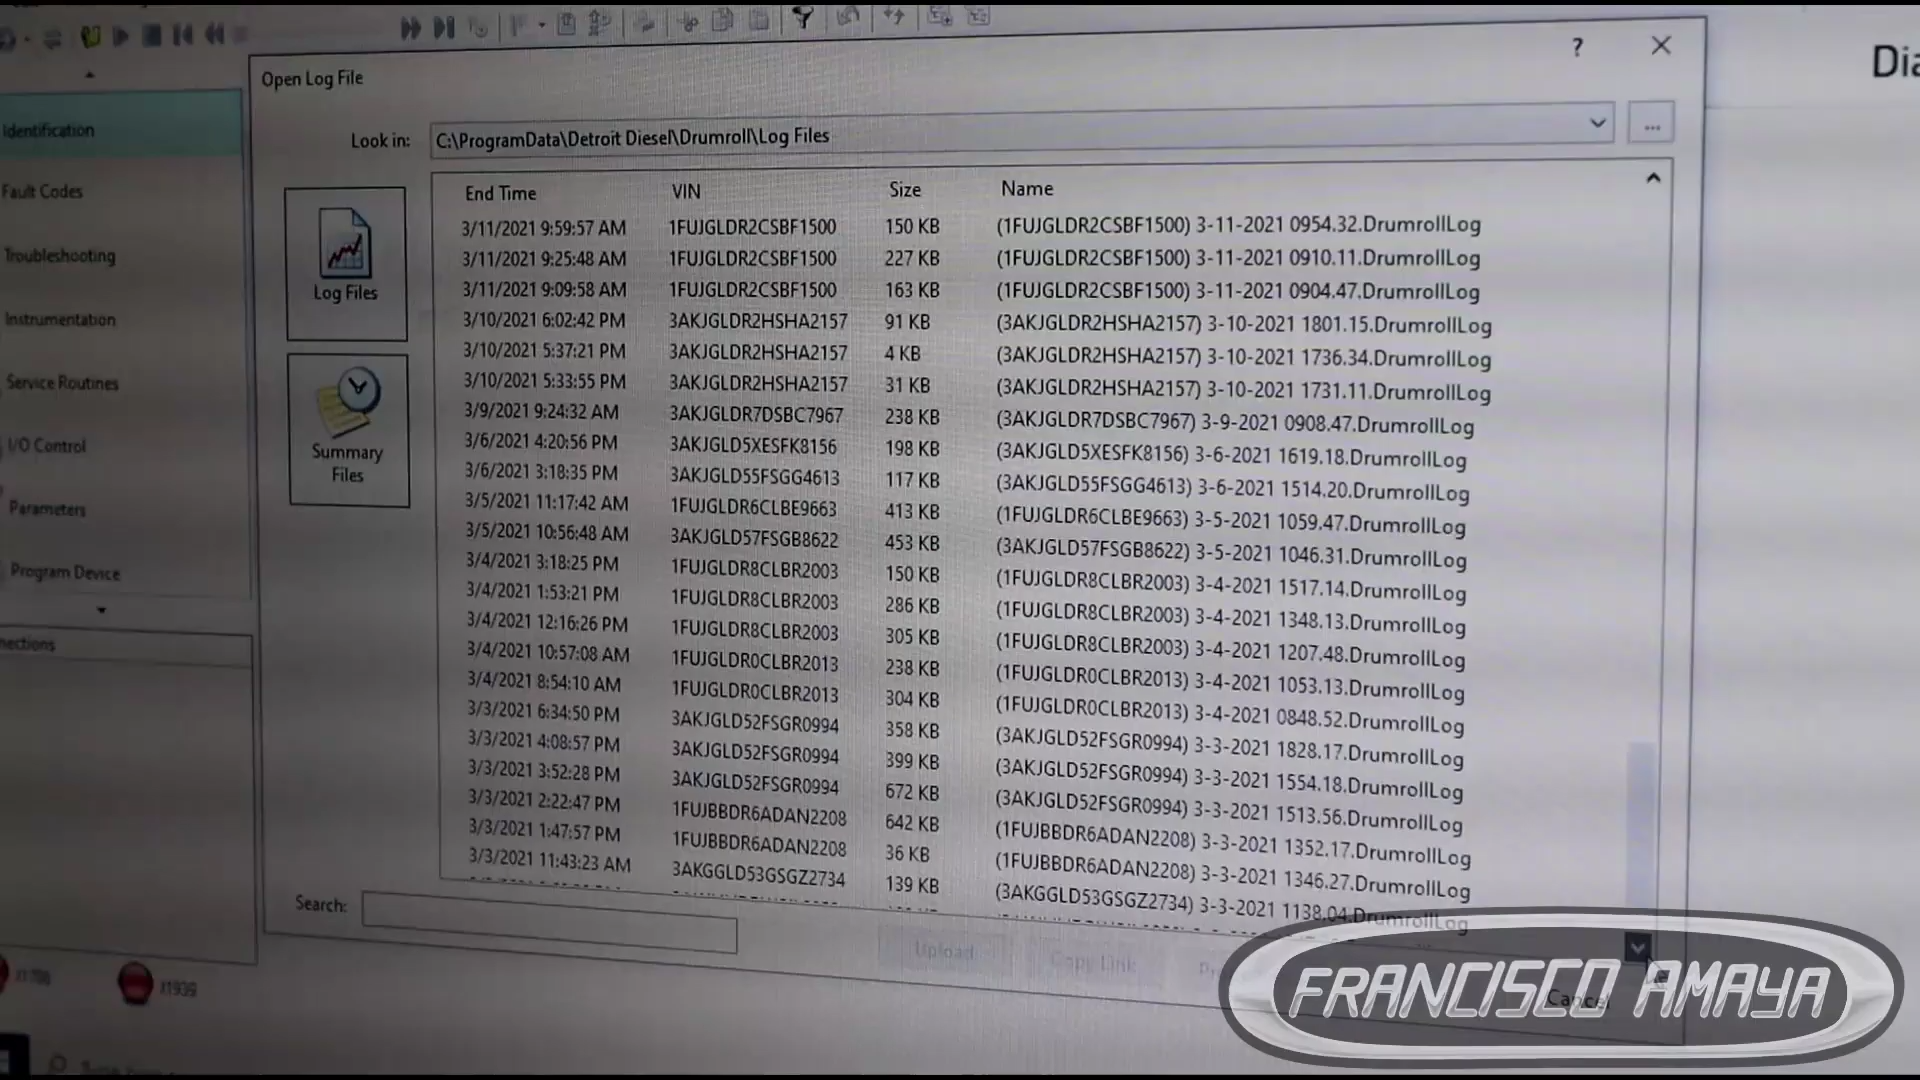 Dia
Open Log File
?
Look in:
C:\ProgramData\Detroit Diesel\Drumroll\Log Files
...
Identification
Fault Codes
Troubleshooting
Instrumentation
Service Routines
I/O Control
Parameters
Program Device
nections
J1708
J1939
Log Files
Summary
Files
End Time VIN Size Name
3/11/2021 9:59:57 AM 1FUJGLDR2CSBF1500 150 KB (1FUJGLDR2CSBF1500) 3-11-2021 0954.32.DrumrollLog
3/11/2021 9:25:48 AM 1FUJGLDR2CSBF1500 227 KB (1FUJGLDR2CSBF1500) 3-11-2021 0910.11.DrumrollLog
3/11/2021 9:09:58 AM 1FUJGLDR2CSBF1500 163 KB (1FUJGLDR2CSBF1500) 3-11-2021 0904.47.DrumrollLog
3/10/2021 6:02:42 PM 3AKJGLDR2HSHA2157 91 KB (3AKJGLDR2HSHA2157) 3-10-2021 1801.15.DrumrollLog
3/10/2021 5:37:21 PM 3AKJGLDR2HSHA2157 4 KB (3AKJGLDR2HSHA2157) 3-10-2021 1736.34.DrumrollLog
3/10/2021 5:33:55 PM 3AKJGLDR2HSHA2157 31 KB (3AKJGLDR2HSHA2157) 3-10-2021 1731.11.DrumrollLog
3/9/2021 9:24:32 AM 3AKJGLDR7DSBC7967 238 KB (3AKJGLDR7DSBC7967) 3-9-2021 0908.47.DrumrollLog
3/6/2021 4:20:56 PM 3AKJGLD5XESFK8156 198 KB (3AKJGLD5XESFK8156) 3-6-2021 1619.18.DrumrollLog
3/6/2021 3:18:35 PM 3AKJGLD55FSGG4613 117 KB (3AKJGLD55FSGG4613) 3-6-2021 1514.20.DrumrollLog
3/5/2021 11:17:42 AM 1FUJGLDR6CLBE9663 413 KB (1FUJGLDR6CLBE9663) 3-5-2021 1059.47.DrumrollLog
3/5/2021 10:56:48 AM 3AKJGLD57FSGB8622 453 KB (3AKJGLD57FSGB8622) 3-5-2021 1046.31.DrumrollLog
3/4/2021 3:18:25 PM 1FUJGLDR8CLBR2003 150 KB (1FUJGLDR8CLBR2003) 3-4-2021 1517.14.DrumrollLog
3/4/2021 1:53:21 PM 1FUJGLDR8CLBR2003 286 KB (1FUJGLDR8CLBR2003) 3-4-2021 1348.13.DrumrollLog
3/4/2021 12:16:26 PM 1FUJGLDR8CLBR2003 305 KB (1FUJGLDR8CLBR2003) 3-4-2021 1207.48.DrumrollLog
3/4/2021 10:57:08 AM 1FUJGLDR0CLBR2013 238 KB (1FUJGLDR0CLBR2013) 3-4-2021 1053.13.DrumrollLog
3/4/2021 8:54:10 AM 1FUJGLDR0CLBR2013 304 KB (1FUJGLDR0CLBR2013) 3-4-2021 0848.52.DrumrollLog
3/3/2021 6:34:50 PM 3AKJGLD52FSGR0994 358 KB (3AKJGLD52FSGR0994) 3-3-2021 1828.17.DrumrollLog
3/3/2021 4:08:57 PM 3AKJGLD52FSGR0994 399 KB (3AKJGLD52FSGR0994) 3-3-2021 1554.18.DrumrollLog
3/3/2021 3:52:28 PM 3AKJGLD52FSGR0994 672 KB (3AKJGLD52FSGR0994) 3-3-2021 1513.56.DrumrollLog
3/3/2021 2:22:47 PM 1FUJBBDR6ADAN2208 642 KB (1FUJBBDR6ADAN2208) 3-3-2021 1352.17.DrumrollLog
3/3/2021 1:47:57 PM 1FUJBBDR6ADAN2208 36 KB (1FUJBBDR6ADAN2208) 3-3-2021 1346.27.DrumrollLog
3/3/2021 11:43:23 AM 3AKGGLD53GSGZ2734 139 KB (3AKGGLD53GSGZ2734) 3-3-2021 1138.04.DrumrollLog
Search:
Upload
Copy Link
Cancel
FRANCISCO AMAYA